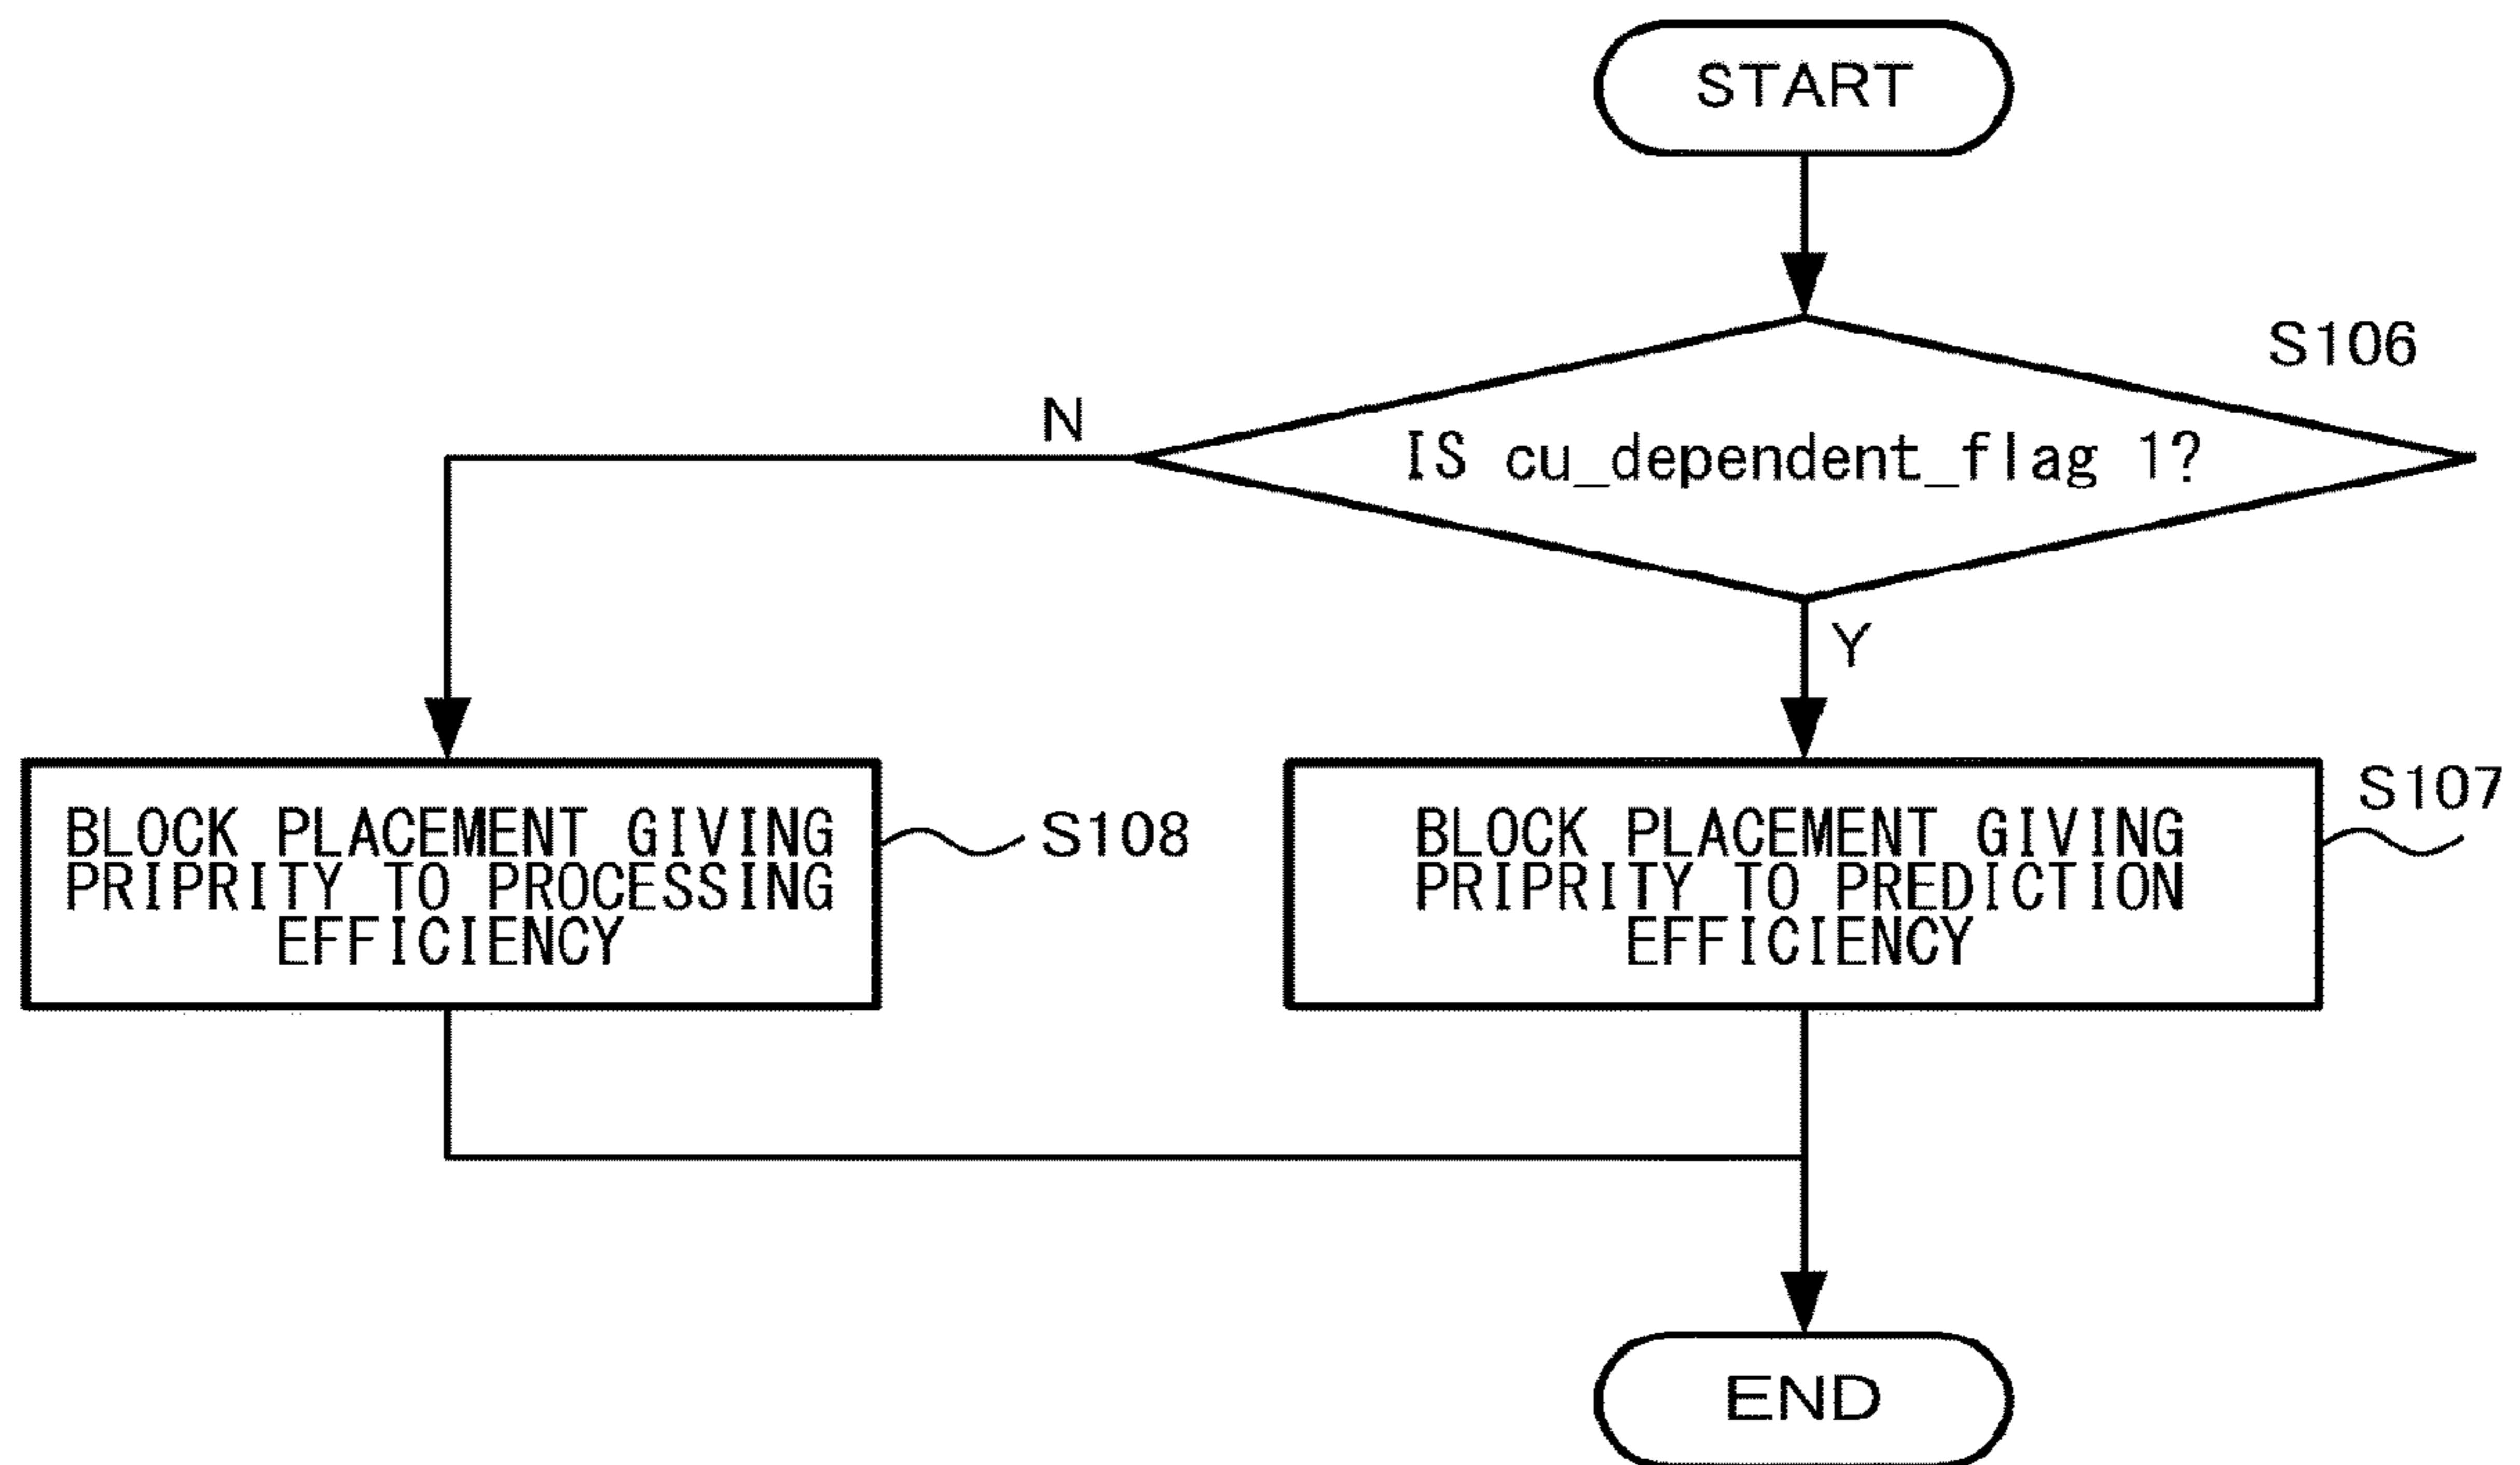 START
S106
N
IS cu_dependent_flag 1?
Y
BLOCK PLACEMENT GIVING
PRIPRITY TO PROCESSING
EFFICIENCY
S108
BLOCK PLACEMENT GIVING
PRIPRITY TO PREDICTION
EFFICIENCY
S107
END